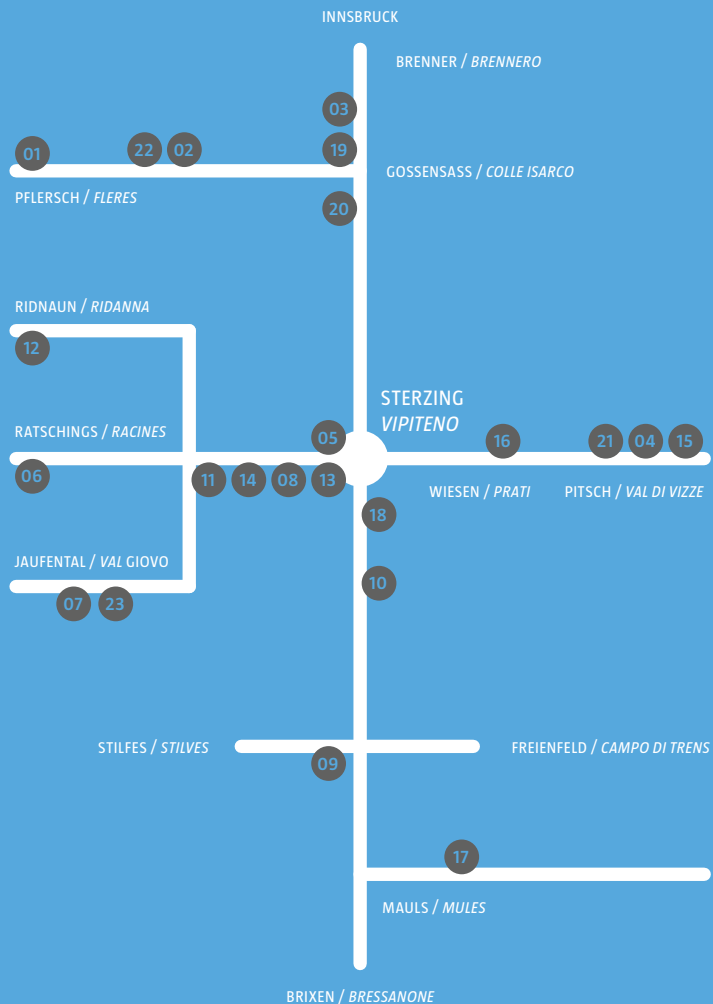 INNSBRUCK
BRENNER / BRENNERO
03
01
22
02
19
GOSSENSASS / COLLE ISARCO
PFLERSCH / FLERES
20
RIDNAUN / RIDANNA
12
STERZING
VIPITENO
RATSCHINGS / RACINES
05
16
21
04
15
06
11
14
08
13
WIESEN / PRATI
PITSCH / VAL DI VIZZE
18
JAUFENTAL / VAL GIOVO
10
07
23
STILFES / STILVES
FREIENFELD / CAMPO DI TRENS
09
17
MAULS / MULES
BRIXEN / BRESSANONE